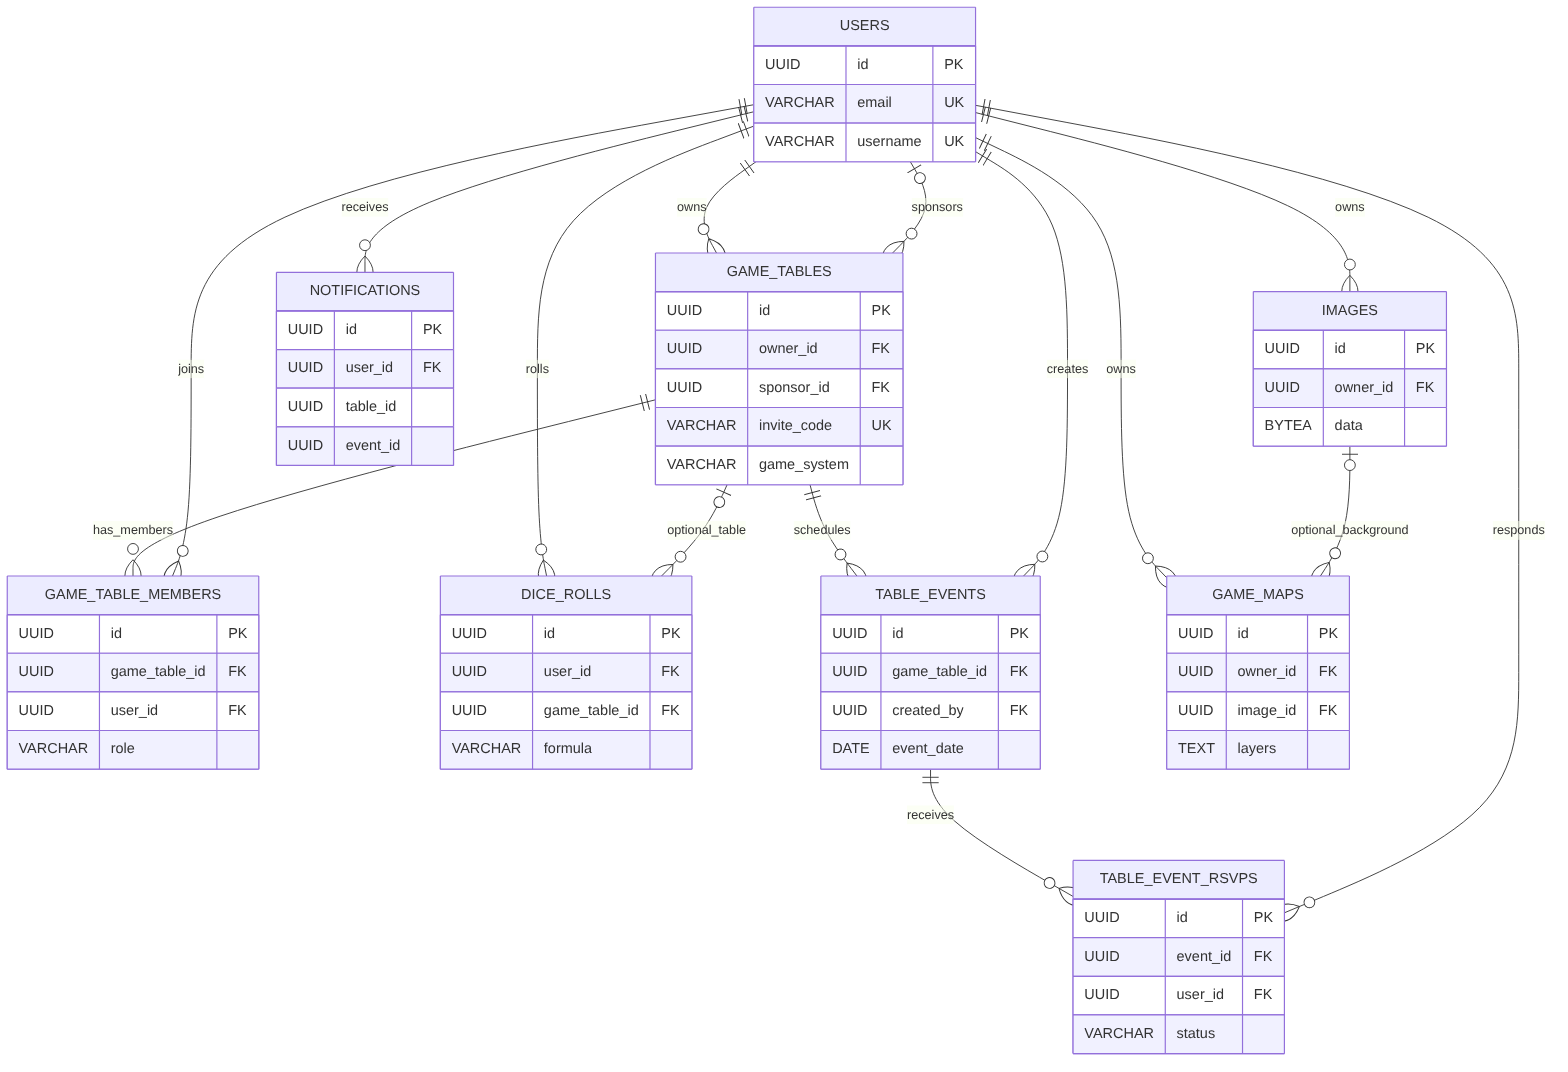 USERS
UUID id PK
VARCHAR email UK
VARCHAR username UK
receives
owns
sponsors
owns
joins
rolls
creates
owns
NOTIFICATIONS
UUID id PK
UUID user_id FK
UUID table_id
UUID event_id
GAME_TABLES
UUID id PK
UUID owner_id FK
UUID sponsor_id FK
VARCHAR invite_code UK
VARCHAR game_system
IMAGES
UUID id PK
UUID owner_id FK
BYTEA data
has_members
optional_table
schedules
optional_background
responds
GAME_TABLE_MEMBERS
UUID id PK
UUID game_table_id FK
UUID user_id FK
VARCHAR role
DICE_ROLLS
UUID id PK
UUID user_id FK
UUID game_table_id FK
VARCHAR formula
TABLE_EVENTS
UUID id PK
UUID game_table_id FK
UUID created_by FK
DATE event_date
GAME_MAPS
UUID id PK
UUID owner_id FK
UUID image_id FK
TEXT layers
receives
TABLE_EVENT_RSVPS
UUID id PK
UUID event_id FK
UUID user_id FK
VARCHAR status